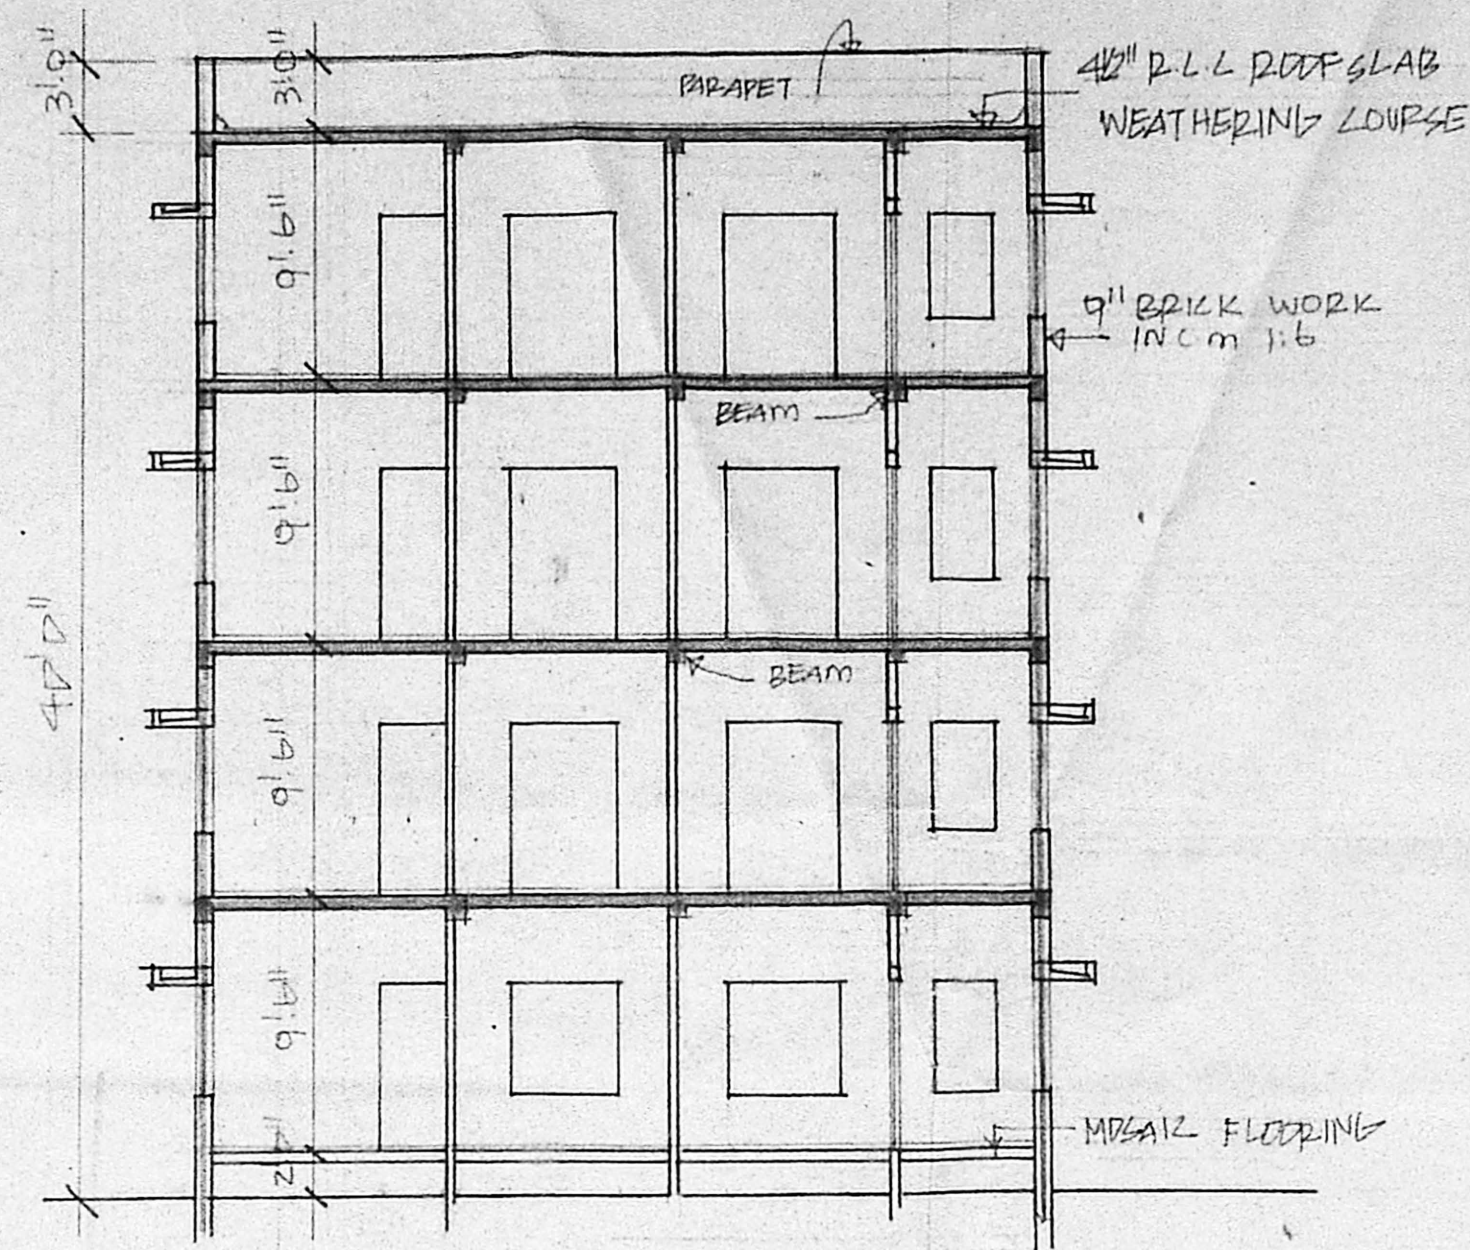 3'.0"
3'.0"
PARAPET
4½" R.C.C ROOF SLAB
WEATHERING COURSE
9'.6"
9" BRICK WORK
IN C m 1:6
BEAM
9'.6"
40'0"
BEAM
9'.6"
9'.6"
MOSAIC FLOORING
2'0"